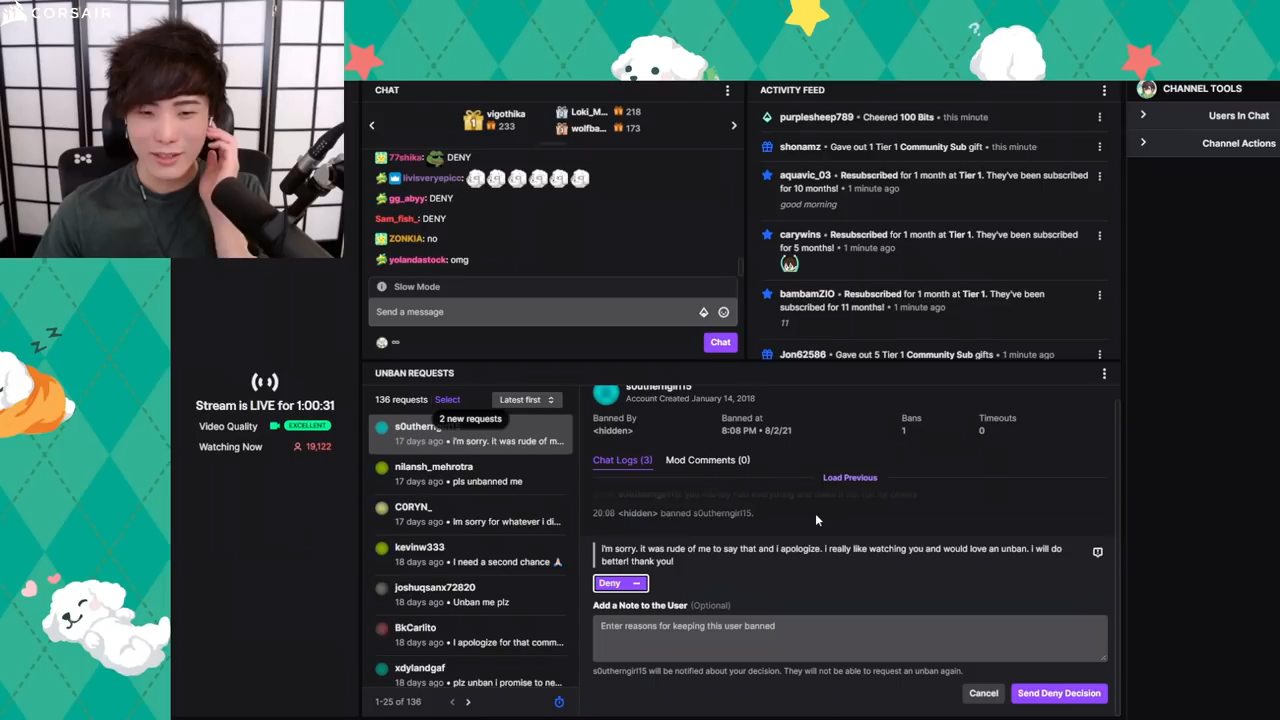 CORSAIR
CHAT
vigothika
233
Loki_M... 218
wolfba... 173
77shika: DENY
livisveryepicc:
gg_abyy: DENY
Sam_fish_: DENY
ZONKIA: no
yolandastock: omg
Slow Mode
Send a message
Chat
ACTIVITY FEED
purplesheep789 • Cheered 100 Bits • this minute
shonamz • Gave out 1 Tier 1 Community Sub gift • this minute
aquavic_03 • Resubscribed for 1 month at Tier 1. They've been subscribed
for 10 months! • 1 minute ago
good morning
carywins • Resubscribed for 1 month at Tier 1. They've been subscribed
for 5 months! • 1 minute ago
bambamZIO • Resubscribed for 1 month at Tier 1. They've been
subscribed for 11 months! • 1 minute ago
11
Jon62586 • Gave out 5 Tier 1 Community Sub gifts • 1 minute ago
CHANNEL TOOLS
Users In Chat
Channel Actions
Stream is LIVE for 1:00:31
Video Quality EXCELLENT
Watching Now 19,122
UNBAN REQUESTS
136 requests Select Latest first
2 new requests
s0uthern
17 days ago • i'm sorry. it was rude of m...
nilansh_mehrotra
17 days ago • pls unbanned me
C0RYN_
17 days ago • Im sorry for whatever i di...
kevinw333
18 days ago • I need a second chance 🙏
joshuqsanx72820
18 days ago • Unban me plz
BkCarlito
18 days ago • I apologize for that comm...
xdylandgaf
18 days ago • plz unban i promise to ne...
1-25 of 136
s0utherngirl15
Account Created January 14, 2018
Banned By
<hidden>
Banned at
8:08 PM • 8/2/21
Bans
1
Timeouts
0
Chat Logs (3) Mod Comments (0)
Load Previous
20:08 <hidden> banned s0utherngirl15.
i'm sorry. it was rude of me to say that and i apologize. i really like watching you and would love an unban. i will do
better! thank you!
Deny
Add a Note to the User (Optional)
Enter reasons for keeping this user banned
s0utherngirl15 will be notified about your decision. They will not be able to request an unban again.
Cancel
Send Deny Decision